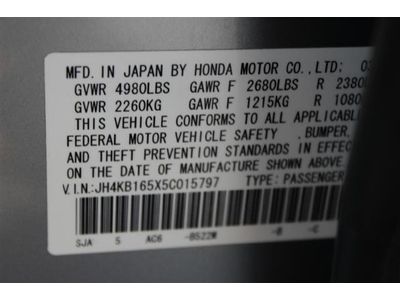 MFD.IN JAPAN BY HONDA MOTOR CO.,LTD: 03
GVWR 4980LBS GAWR F 2680LBS R 2380
GVWR 2260KG GAWR F 1215KG R 1080
THIS VEHICLE CONFORMS TO ALL APPLICABL
FEDERAL MOTOR VEHICLE SAFETY , BUMPER,
AND THEFT PREVENTION STANDARDS IN EFFE
ON THE DATE OF MANUFACTURE SHOWN ABOVE
V.I.N:JH4KB165X5C015797 TYPE: PASSENGER
SJA 5 AC6 -B522M -B -C